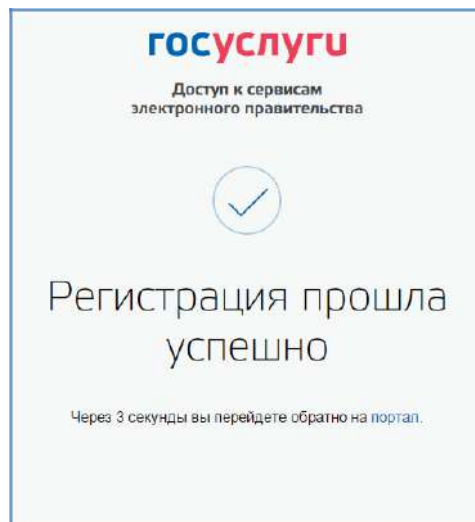 госуслуги
Доступ к сервисам
электронного правительства
Регистрация прошла
успешно
Через 3 секунды вы перейдете обратно на портал.